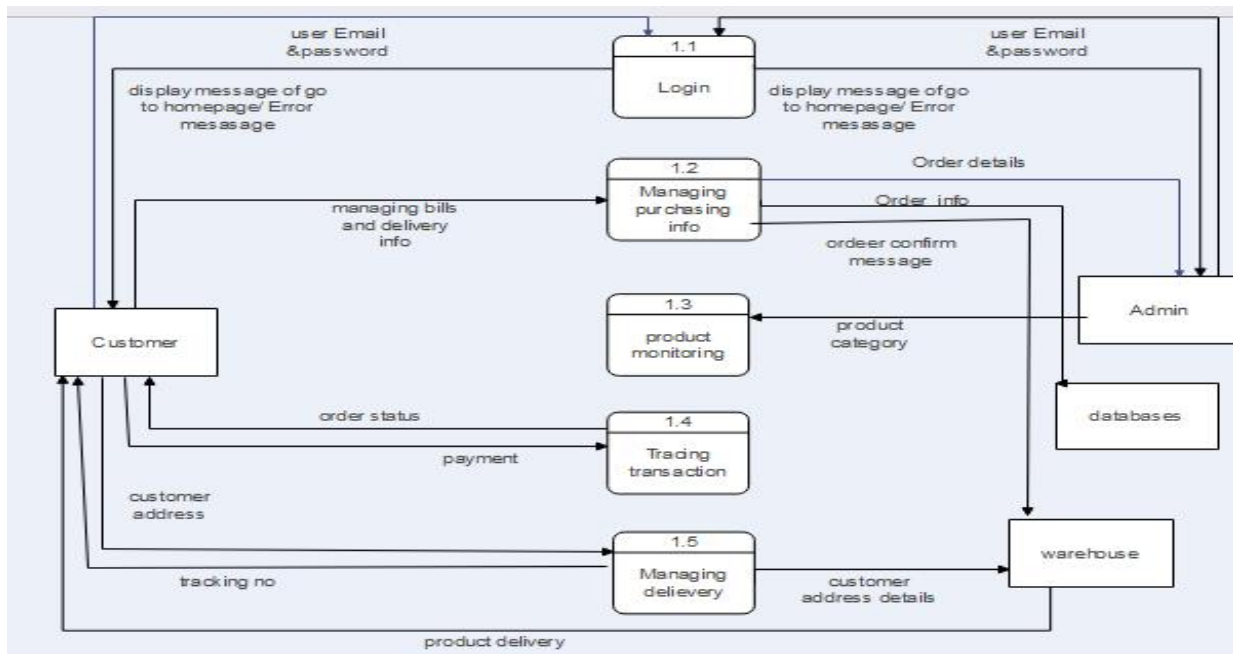 user Email
&password
1.1
Login
user Email
&password
display message of go
to homepage/ Error
mesasage
display message of go
to homepage/ Error
mesasage
1.2
Managing
purchasing
info
Order details
Order info
ordeer confirm
message
managing bills
and delivery
info
Customer
1.3
product
monitoring
product
category
Admin
databases
order status
payment
1.4
Tracing
transaction
customer
address
tracking no
1.5
Managing
delievery
customer
address details
warehouse
product delivery